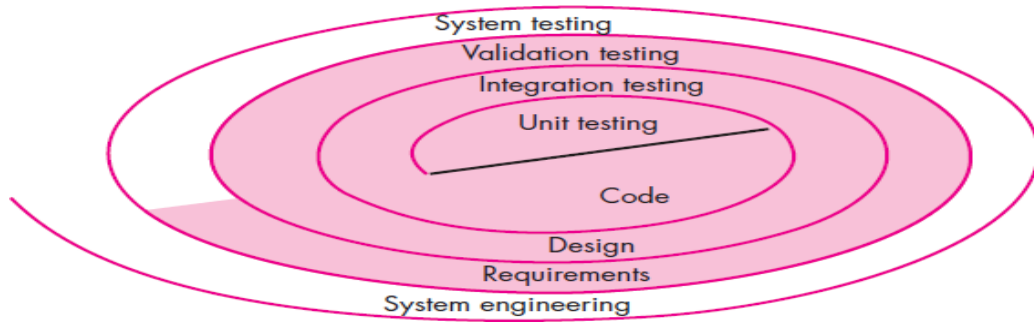 System testing
Validation testing
Integration testing
Unit testing
Code
Design
Requirements
System engineering